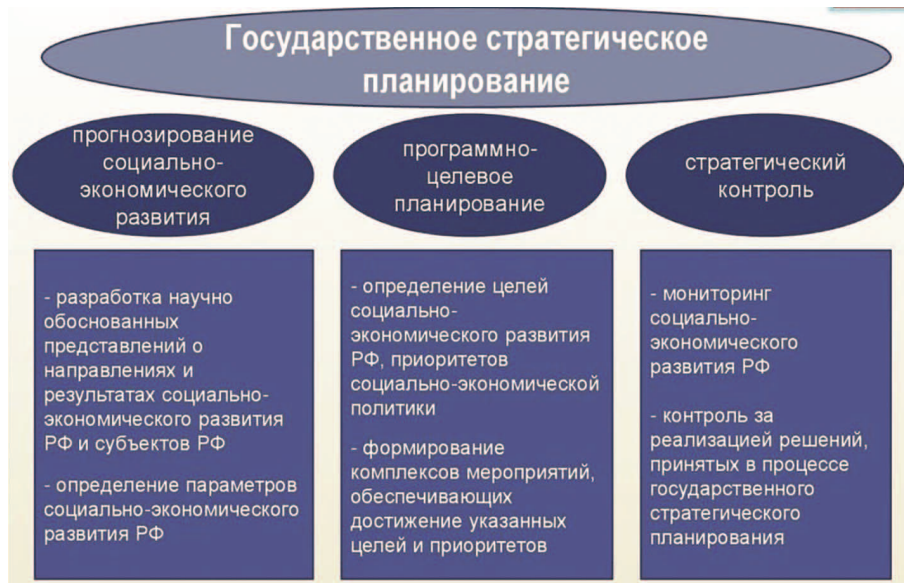 Государственное стратегическое
планирование
прогнозирование
социально-
экономического
развития
программно-
целевое
планирование
стратегический
контроль
- разработка научно
обоснованных
представлений о
направлениях и
результатах социально-
экономического развития
РФ и субъектов РФ
- определение параметров
социально-экономического
развития РФ
- определение целей
социально-
экономического развития
РФ, приоритетов
социально-экономической
политики
- формирование
комплексов мероприятий,
обеспечивающих
достижение указанных
целей и приоритетов
- мониторинг
социально-
экономического
развития РФ
- контроль за
реализацией решений,
принятых в процессе
государственного
стратегического
планирования